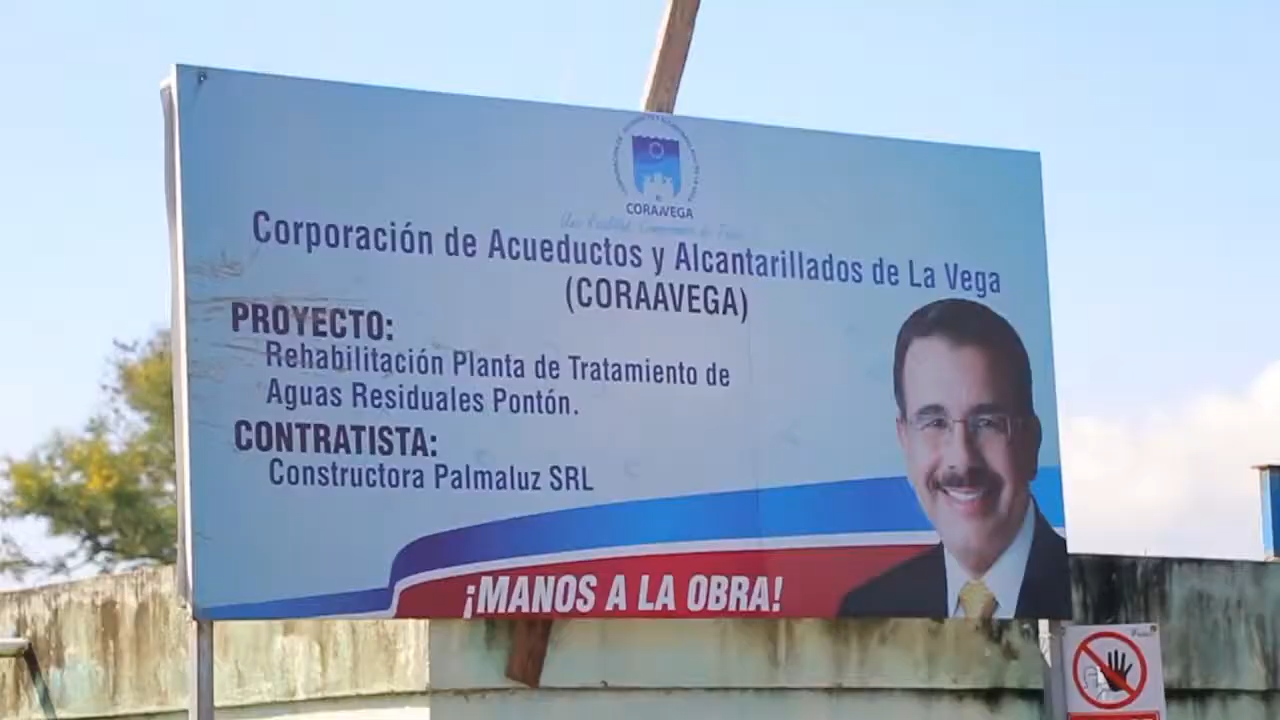 CORAAVEGA
Corporación de Acueductos y Alcantarillados de La Vega
(CORAAVEGA)
PROYECTO:
Rehabilitación Planta de Tratamiento de
Aguas Residuales Pontón.
CONTRATISTA:
Constructora Palmaluz SRL
¡MANOS A LA OBRA!